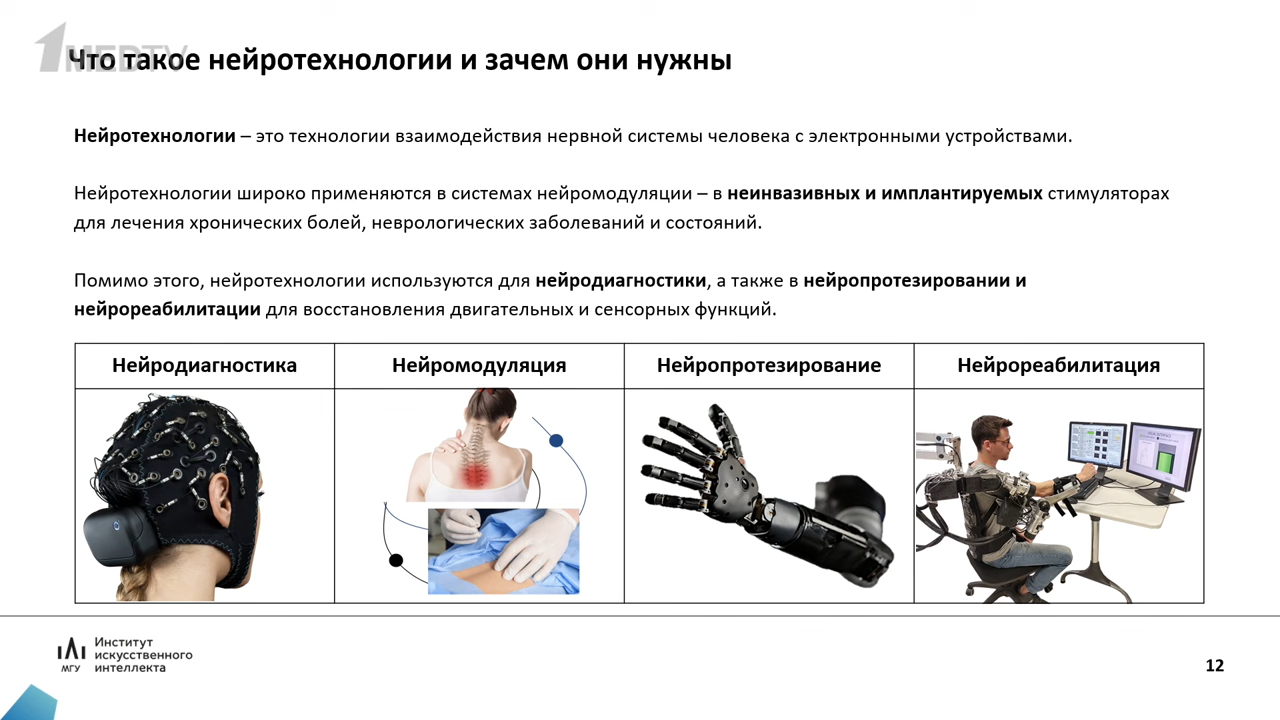 1MEDTV
Что такое нейротехнологии и зачем они нужны
Нейротехнологии – это технологии взаимодействия нервной системы человека с электронными устройствами.
Нейротехнологии широко применяются в системах нейромодуляции – в неинвазивных и имплантируемых стимуляторах
для лечения хронических болей, неврологических заболеваний и состояний.
Помимо этого, нейротехнологии используются для нейродиагностики, а также в нейропротезировании и
нейрореабилитации для восстановления двигательных и сенсорных функций.
Нейродиагностика
Нейромодуляция
Нейропротезирование
Нейрореабилитация
МГУ
Институт
искусственного
интеллекта
12